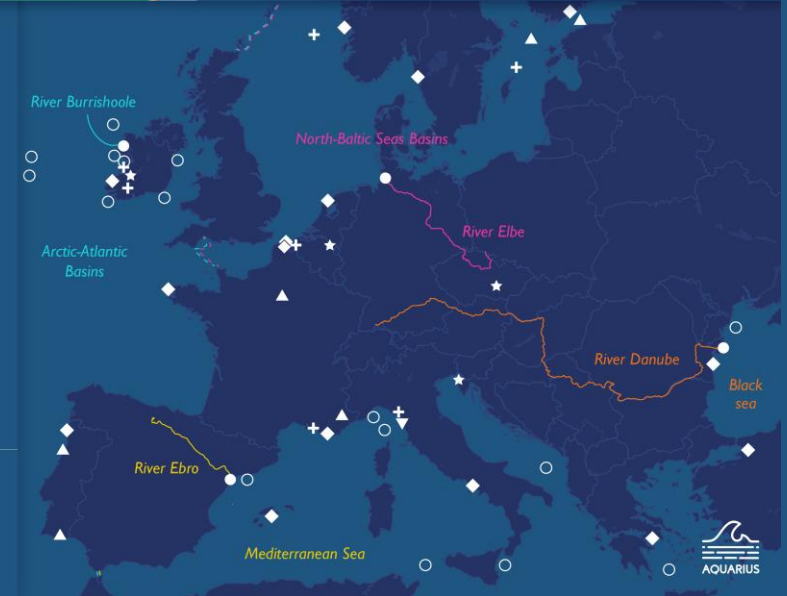 River Burrishoole
North-Baltic Seas Basins
River Elbe
Arctic-Atlantic
Basins
River Danube
Black
sea
River Ebro
Mediterranean Sea
AQUARIUS